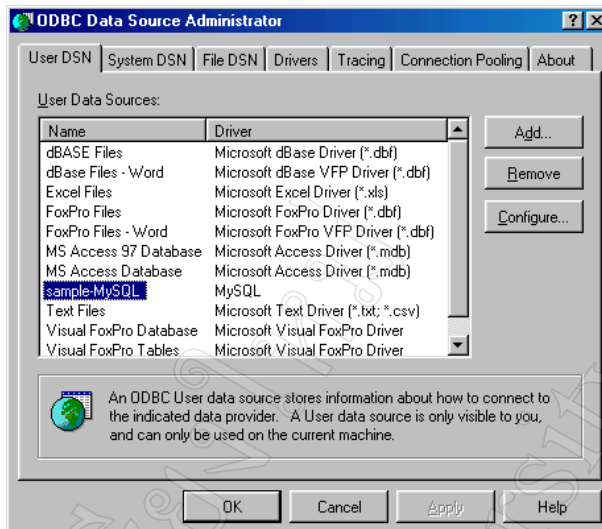 ODBC Data Source Administrator
User DSN System DSN File DSN Drivers Tracing Connection Pooling About
User Data Sources:
Name Driver
dBASE Files Microsoft dBase Driver (*.dbf)
dBase Files - Word Microsoft dBase VFP Driver (*.dbf)
Excel Files Microsoft Excel Driver (*.xls)
FoxPro Files Microsoft FoxPro Driver (*.dbf)
FoxPro Files - Word Microsoft FoxPro VFP Driver (*.dbf)
MS Access 97 Database Microsoft Access Driver (*.mdb)
MS Access Database Microsoft Access Driver (*.mdb)
sample-MySQL MySQL
Text Files Microsoft Text Driver (*.txt; *.csv)
Visual FoxPro Database Microsoft Visual FoxPro Driver
Visual FoxPro Tables Microsoft Visual FoxPro Driver
Add...
Remove
Configure...
An ODBC User data source stores information about how to connect to
the indicated data provider. A User data source is only visible to you,
and can only be used on the current machine.
OK Cancel Apply Help